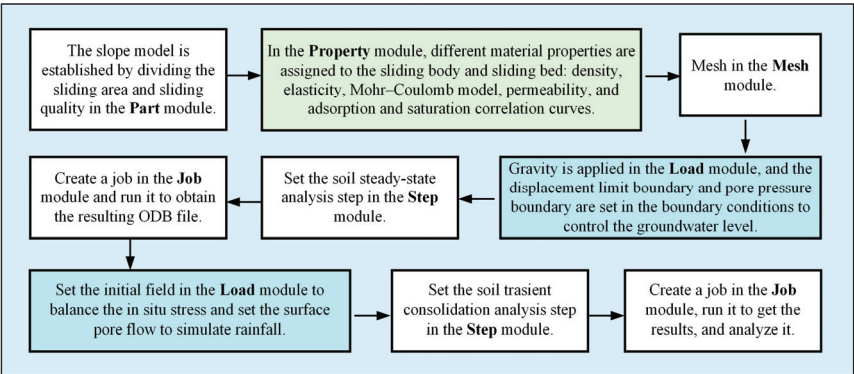 The slope model is
established by dividing the
sliding area and sliding
quality in the Part module.
In the Property module, different material properties are
assigned to the sliding body and sliding bed: density,
elasticity, Mohr–Coulomb model, permeability, and
adsorption and saturation correlation curves.
Mesh in the Mesh
module.
Gravity is applied in the Load module, and the
displacement limit boundary and pore pressure
boundary are set in the boundary conditions to
control the groundwater level.
Set the soil steady-state
analysis step in the Step
module.
Create a job in the Job
module and run it to obtain
the resulting ODB file.
Set the initial field in the Load module to
balance the in situ stress and set the surface
pore flow to simulate rainfall.
Set the soil trasient
consolidation analysis step
in the Step module.
Create a job in the Job
module, run it to get the
results, and analyze it.